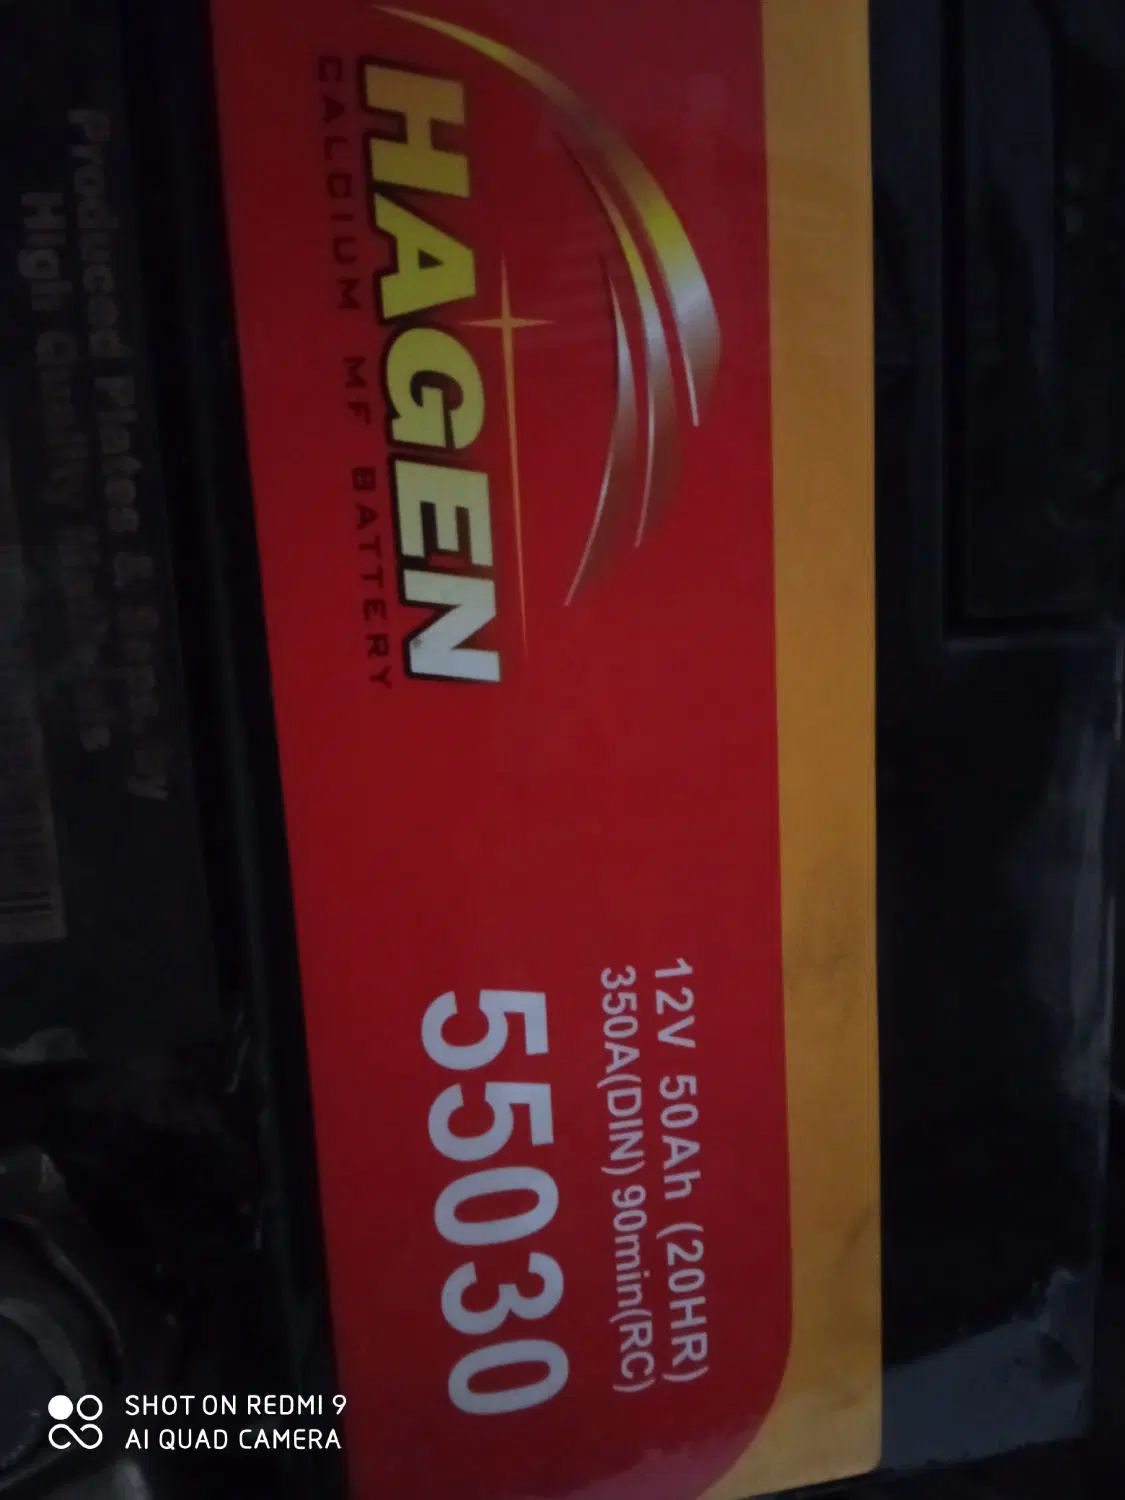 HAGEN
CALCIUM MF BATTERY
12V 50Ah (20HR)
350A(DIN) 90min(RC)
55030
Produced Plates &
High Quality
SHOT ON REDMI 9
AI QUAD CAMERA